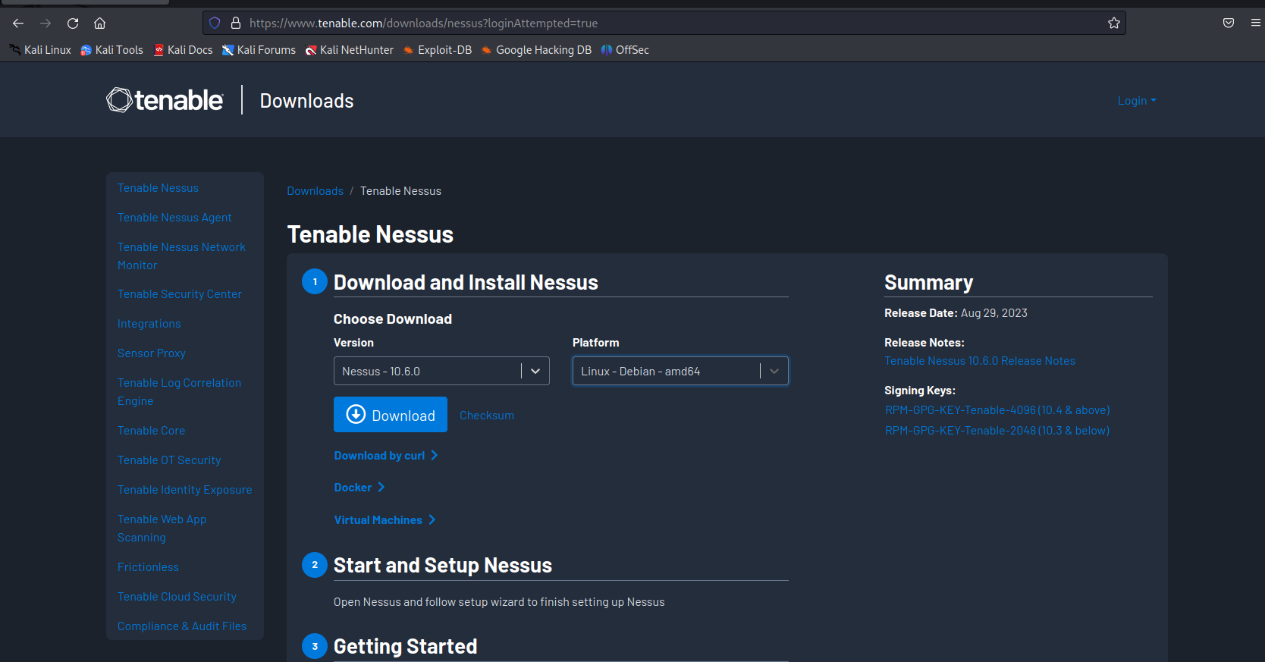 https://www.tenable.com/downloads/nessus?loginAttempted=true
Kali Linux Kali Tools Kali Docs Kali Forums Kali NetHunter Exploit-DB Google Hacking DB OffSec
tenable Downloads
Login
Tenable Nessus
Tenable Nessus Agent
Tenable Nessus Network
Monitor
Tenable Security Center
Integrations
Sensor Proxy
Tenable Log Correlation
Engine
Tenable Core
Tenable OT Security
Tenable Identity Exposure
Tenable Web App
Scanning
Frictionless
Tenable Cloud Security
Compliance & Audit Files
Downloads / Tenable Nessus
Tenable Nessus
1 Download and Install Nessus
Choose Download
Version
Nessus - 10.6.0
Platform
Linux - Debian - amd64
Download
Checksum
Download by curl
Docker
Virtual Machines
2 Start and Setup Nessus
Open Nessus and follow setup wizard to finish setting up Nessus
3 Getting Started
Summary
Release Date: Aug 29, 2023
Release Notes:
Tenable Nessus 10.6.0 Release Notes
Signing Keys:
RPM-GPG-KEY-Tenable-4096 (10.4 & above)
RPM-GPG-KEY-Tenable-2048 (10.3 & below)